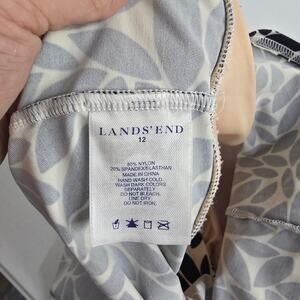 LANDS' END
12
80% NYLON
20% SPANDEX/ELASTHAN
MADE IN CHINA
HAND WASH COLD.
WASH DARK COLORS
SEPARATELY.
DO NOT BLEACH.
LINE DRY.
DO NOT IRON.